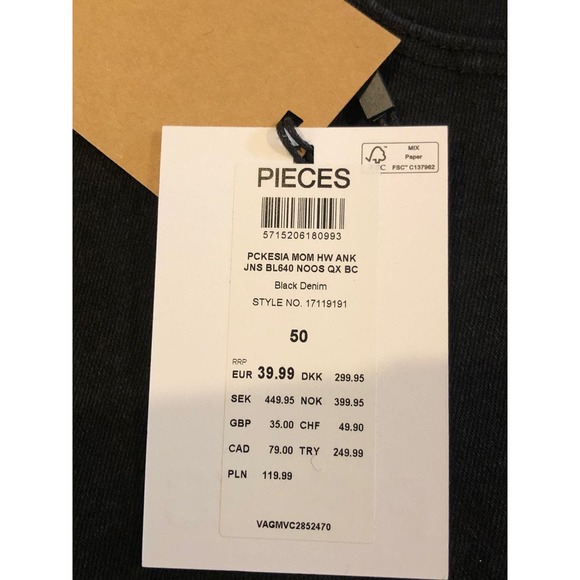 MIX
Paper
FSC™ C137962
PIECES
5715206180993
PCKESIA MOM HW ANK
JNS BL640 NOOS QX BC
Black Denim
STYLE NO. 17119191
50
RRP
EUR 39.99 DKK 299.95
SEK 449.95 NOK 399.95
GBP 35.00 CHF 49.90
CAD 79.00 TRY 249.99
PLN 119.99
VAGMVC2852470